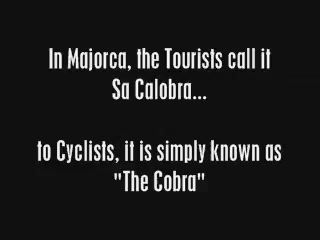 In Majorca, the Tourists call it
Sa Calobra...
to Cyclists, it is simply known as
"The Cobra"